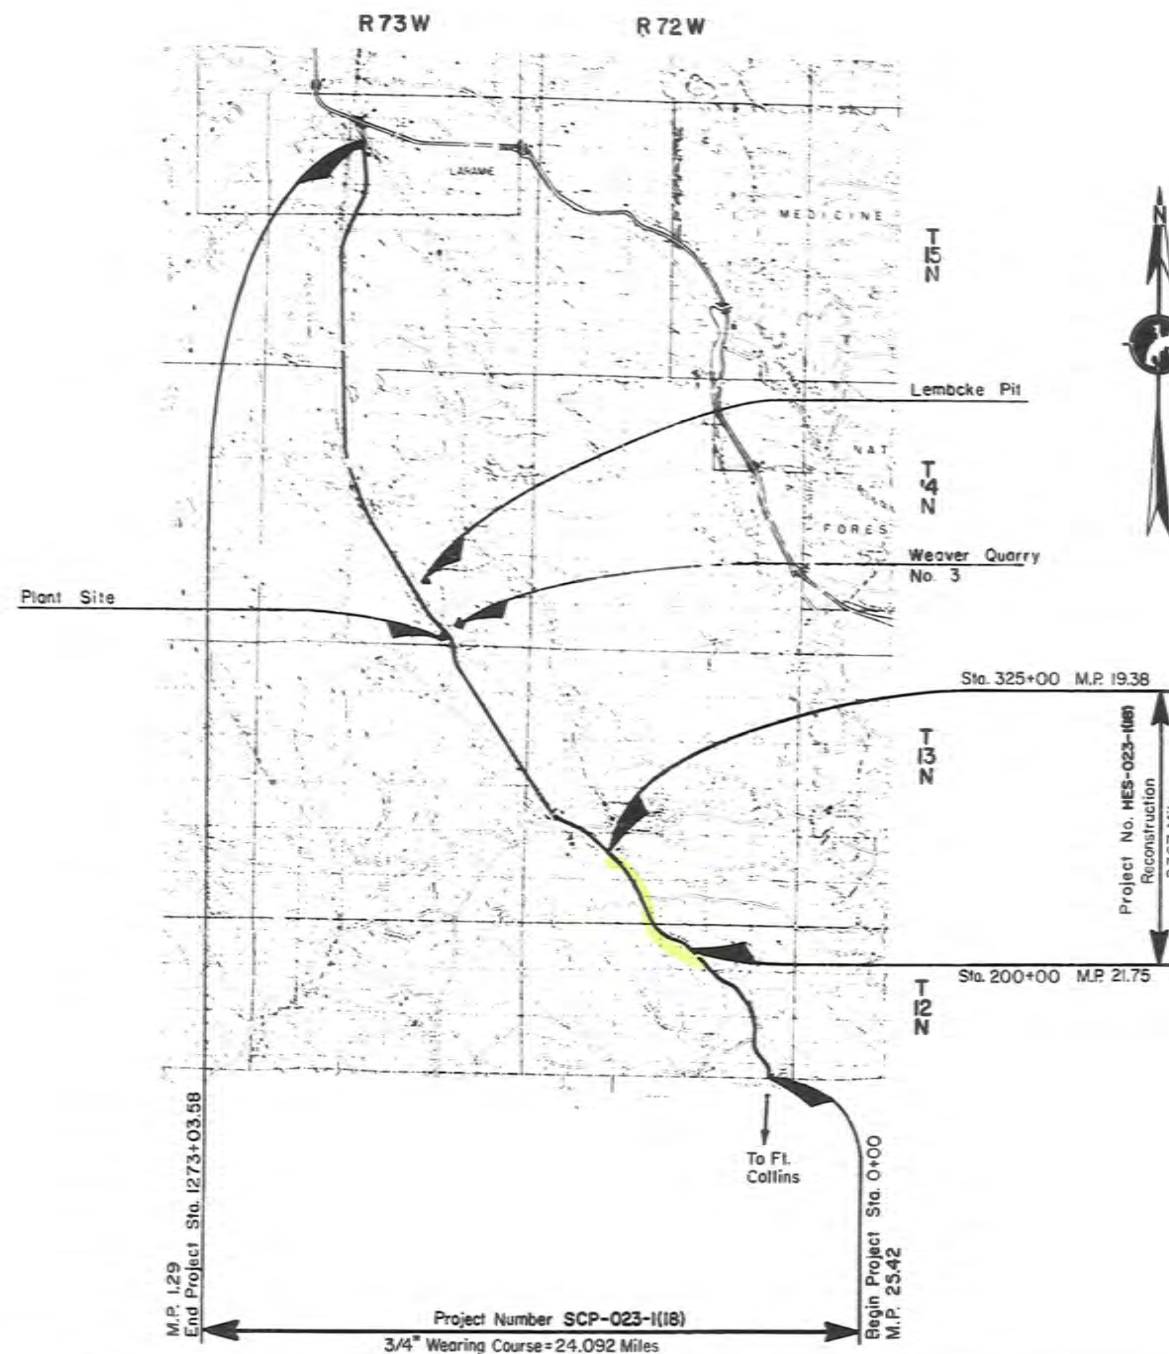 R 73 W
R 72 W
LARAMIE
MEDICINE
T
15
N
N
Lembcke Pit
NAT
T
14
N
FORES
Weaver Quarry
No. 3
Plant Site
Sta. 325+00 M.P. 19.38
T
13
N
Project No. HES-023-1(18)
Reconstruction
Sta. 200+00 M.P. 21.75
T
12
N
To Ft.
Collins
M.P. 1.29
End Project Sta. 1273+03.58
Begin Project Sta. 0+00
M.P. 25.42
Project Number SCP-023-1(18)
3/4" Wearing Course=24.092 Miles